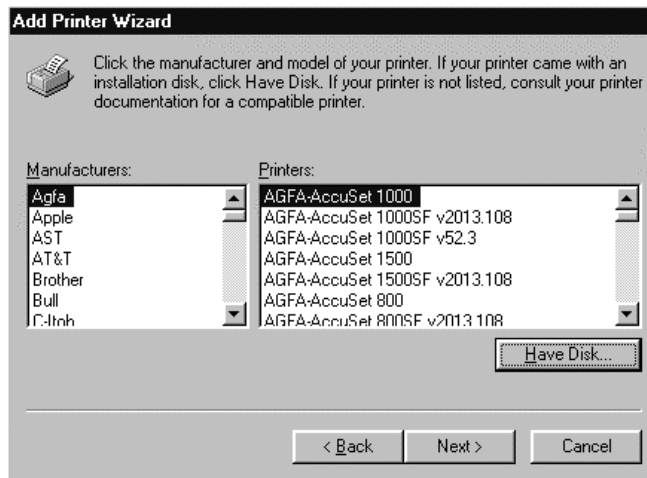 Add Printer Wizard
Click the manufacturer and model of your printer. If your printer came with an
installation disk, click Have Disk. If your printer is not listed, consult your printer
documentation for a compatible printer.
Manufacturers:
Printers:
Agfa
Apple
AST
AT&T
Brother
Bull
C-Itoh
AGFA-AccuSet 1000
AGFA-AccuSet 1000SF v2013.108
AGFA-AccuSet 1000SF v52.3
AGFA-AccuSet 1500
AGFA-AccuSet 1500SF v2013.108
AGFA-AccuSet 800
AGFA-AccuSet 800SF v2013.108
Have Disk...
< Back
Next >
Cancel